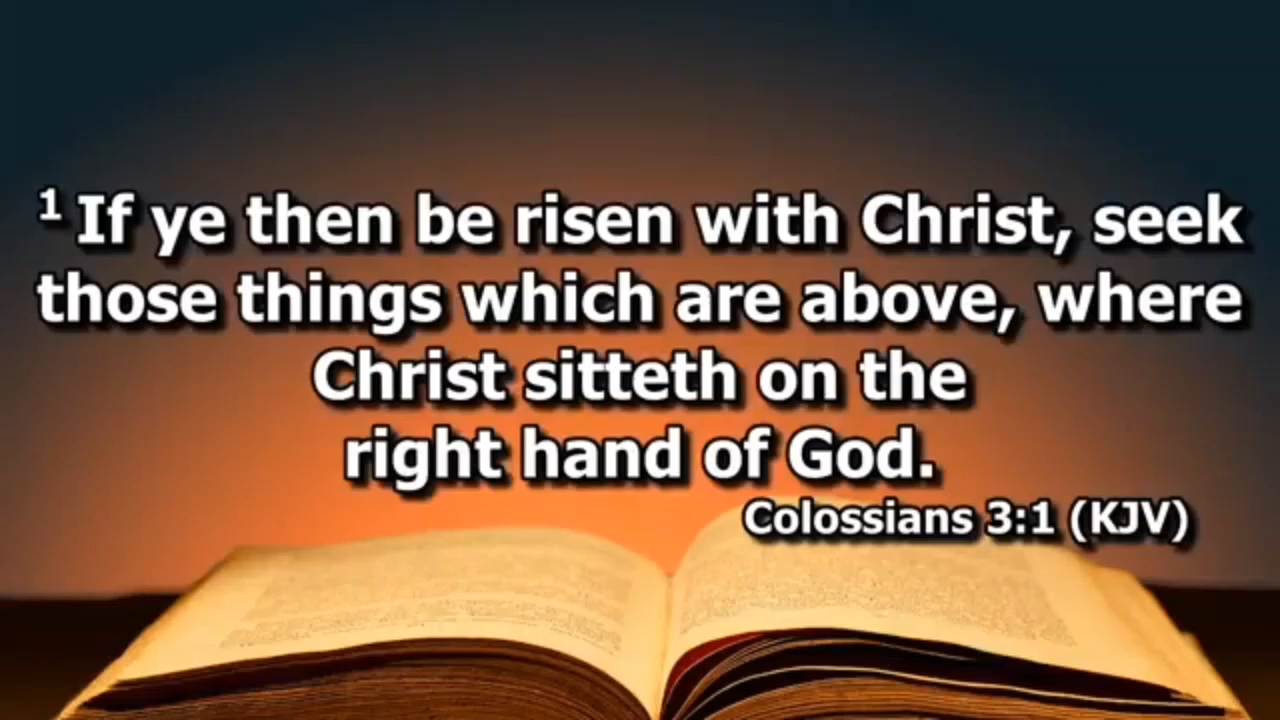 1 If ye then be risen with Christ, seek
those things which are above, where
Christ sitteth on the
right hand of God.
Colossians 3:1 (KJV)